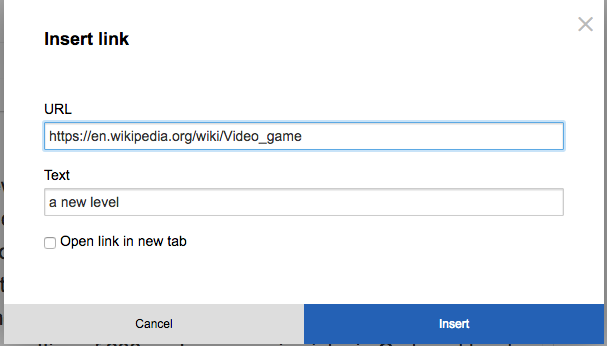 Insert link
URL
https://en.wikipedia.org/wiki/Video_game
Text
a new level
Open link in new tab
Cancel Insert